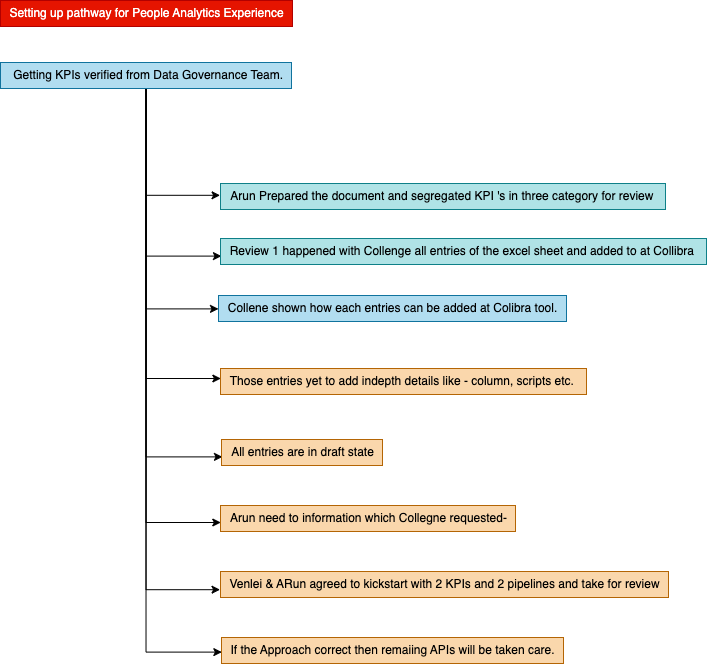 Setting up pathway for People Analytics Experience
Getting KPIs verified from Data Governance Team.
Arun Prepared the document and segregated KPI 's in three category for review
Review 1 happened with Collenge all entries of the excel sheet and added to at Collibra
Collene shown how each entries can be added at Colibra tool.
Those entries yet to add indepth details like - column, scripts etc.
All entries are in draft state
Arun need to information which Collegne requested-
Venlei & ARun agreed to kickstart with 2 KPIs and 2 pipelines and take for review
If the Approach correct then remaiing APIs will be taken care.